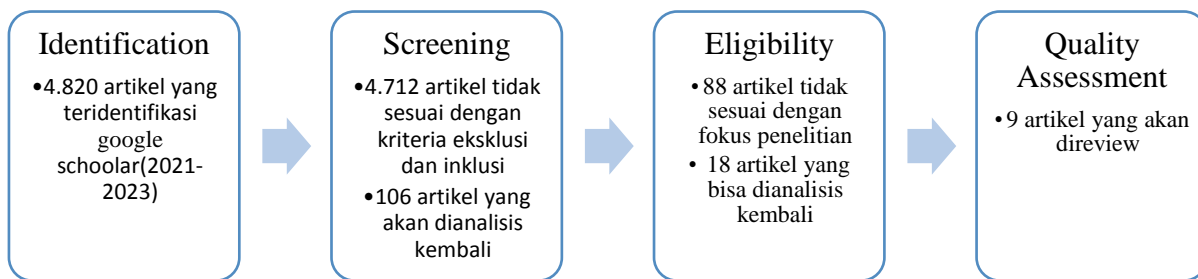 Identification
•4.820 artikel yang
teridentifikasi
google
schoolar(2021-
2023)
Screening
•4.712 artikel tidak
sesuai dengan
kriteria eksklusi
dan inklusi
•106 artikel yang
akan dianalisis
kembali
Eligibility
• 88 artikel tidak
sesuai dengan
fokus penelitian
• 18 artikel yang
bisa dianalisis
kembali
Quality
Assessment
• 9 artikel yang akan
direview